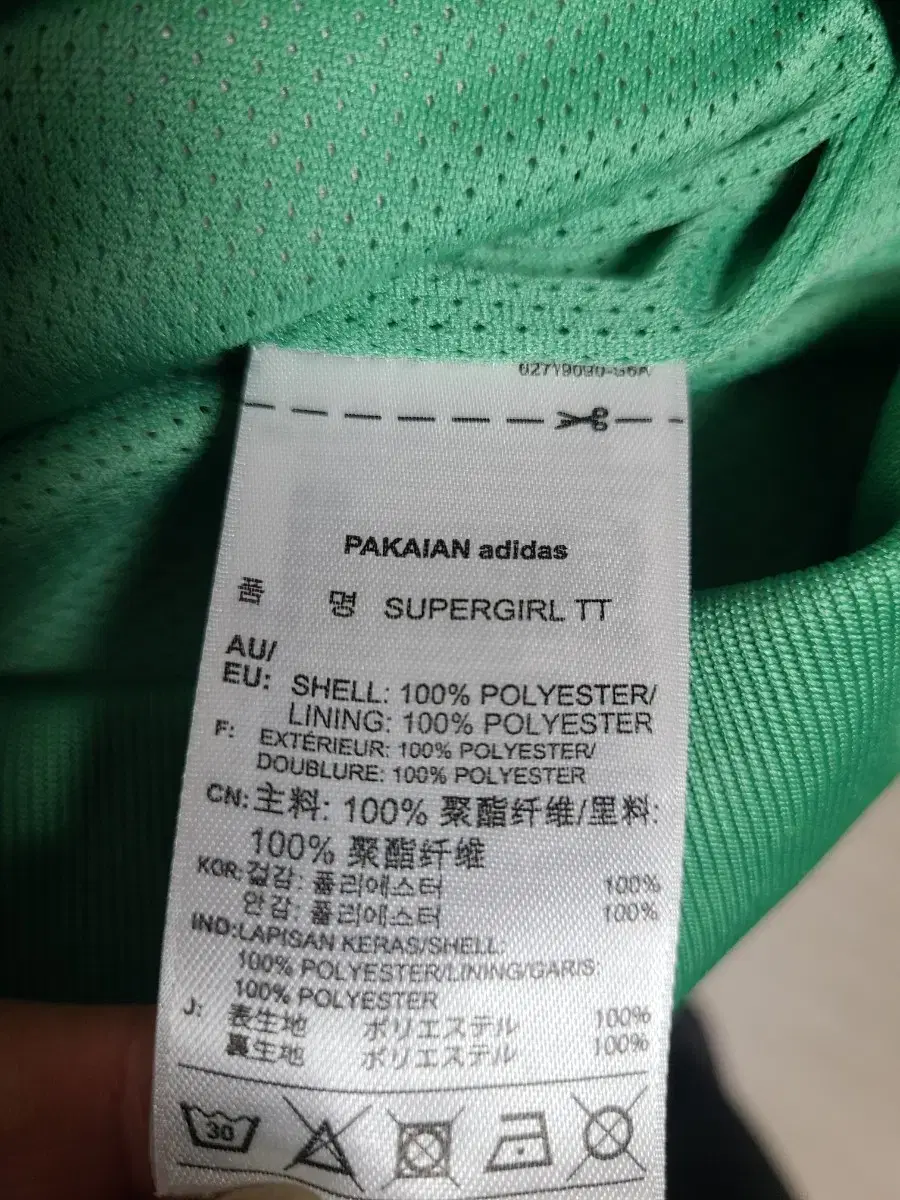 PAKAIAN adidas
품 명 SUPERGIRL TT
AU/
EU: SHELL: 100% POLYESTER/
LINING: 100% POLYESTER
F: EXTÉRIEUR: 100% POLYESTER/
DOUBLURE: 100% POLYESTER
CN: 主料: 100% 聚酯纤维/里料:
100% 聚酯纤维
KOR: 겉감: 폴리에스터 100%
안감: 폴리에스터 100%
IND: LAPISAN KERAS/SHELL:
100% POLYESTER/LINING/GARIS:
100% POLYESTER
J: 表生地 ポリエステル 100%
裏生地 ポリエステル 100%
30